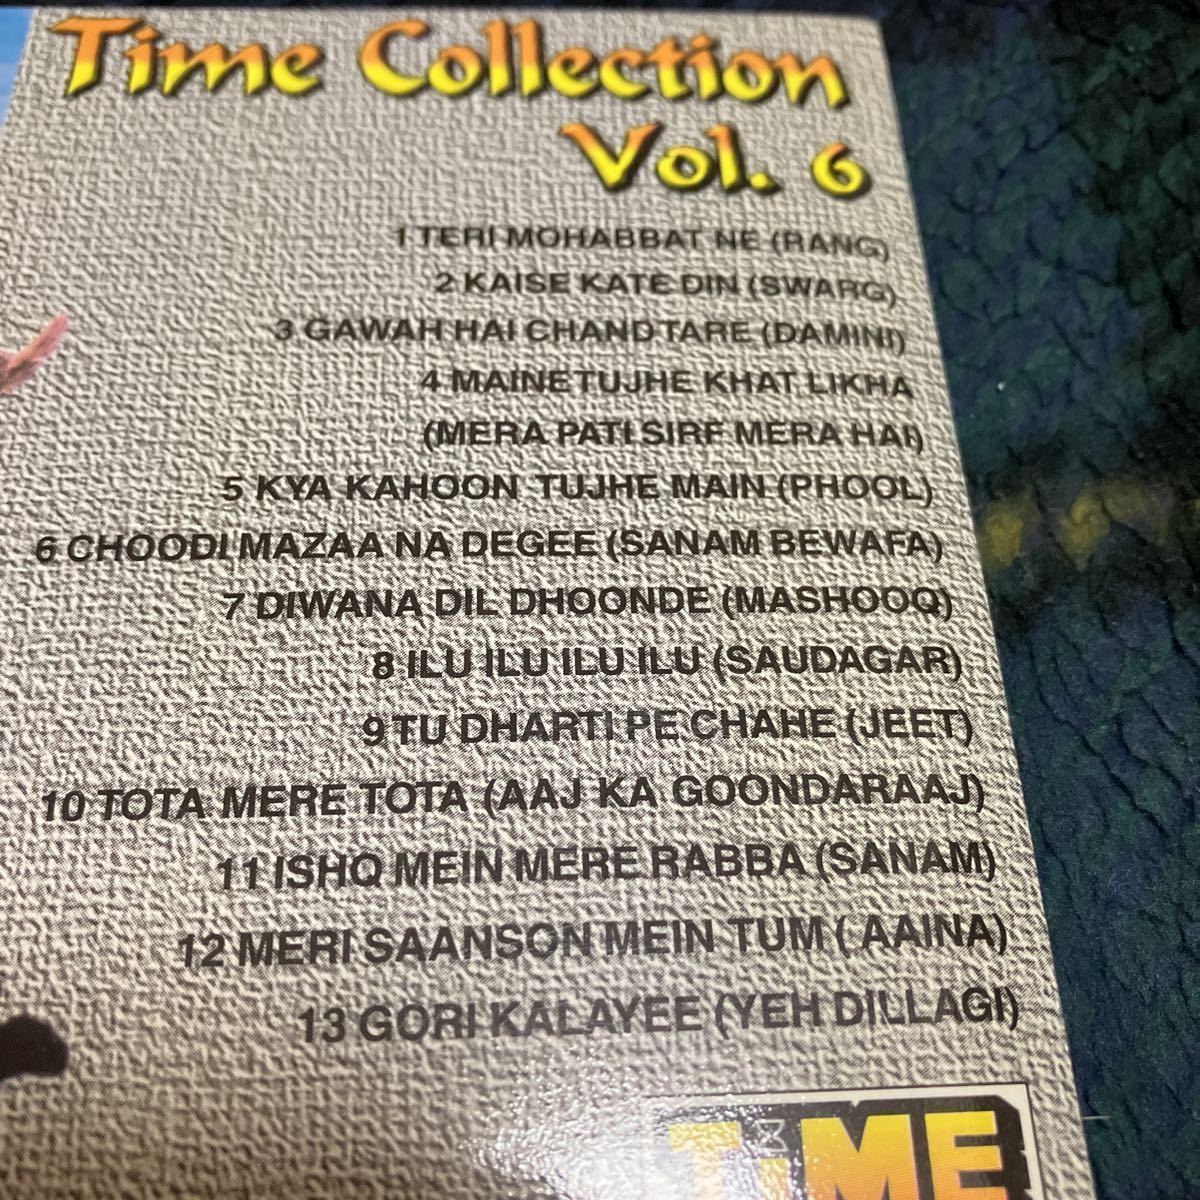 Time Collection
Vol. 6
1 TERI MOHABBAT NE (RANG)
2 KAISE KATE DIN (SWARG)
3 GAWAH HAI CHAND TARE (DAMINI)
4 MAINE TUJHE KHAT LIKHA
(MERA PATI SIRF MERA HAI)
5 KYA KAHOON TUJHE MAIN (PHOOL)
6 CHOODI MAZAA NA DEGEE (SANAM BEWAFA)
7 DIWANA DIL DHOONDE (MASHOOQ)
8 ILU ILU ILU ILU (SAUDAGAR)
9 TU DHARTI PE CHAHE (JEET)
10 TOTA MERE TOTA (AAJ KA GOONDARAAJ)
11 ISHQ MEIN MERE RABBA (SANAM)
12 MERI SAANSON MEIN TUM ( AAINA)
13 GORI KALAYEE (YEH DILLAGI)
TiME